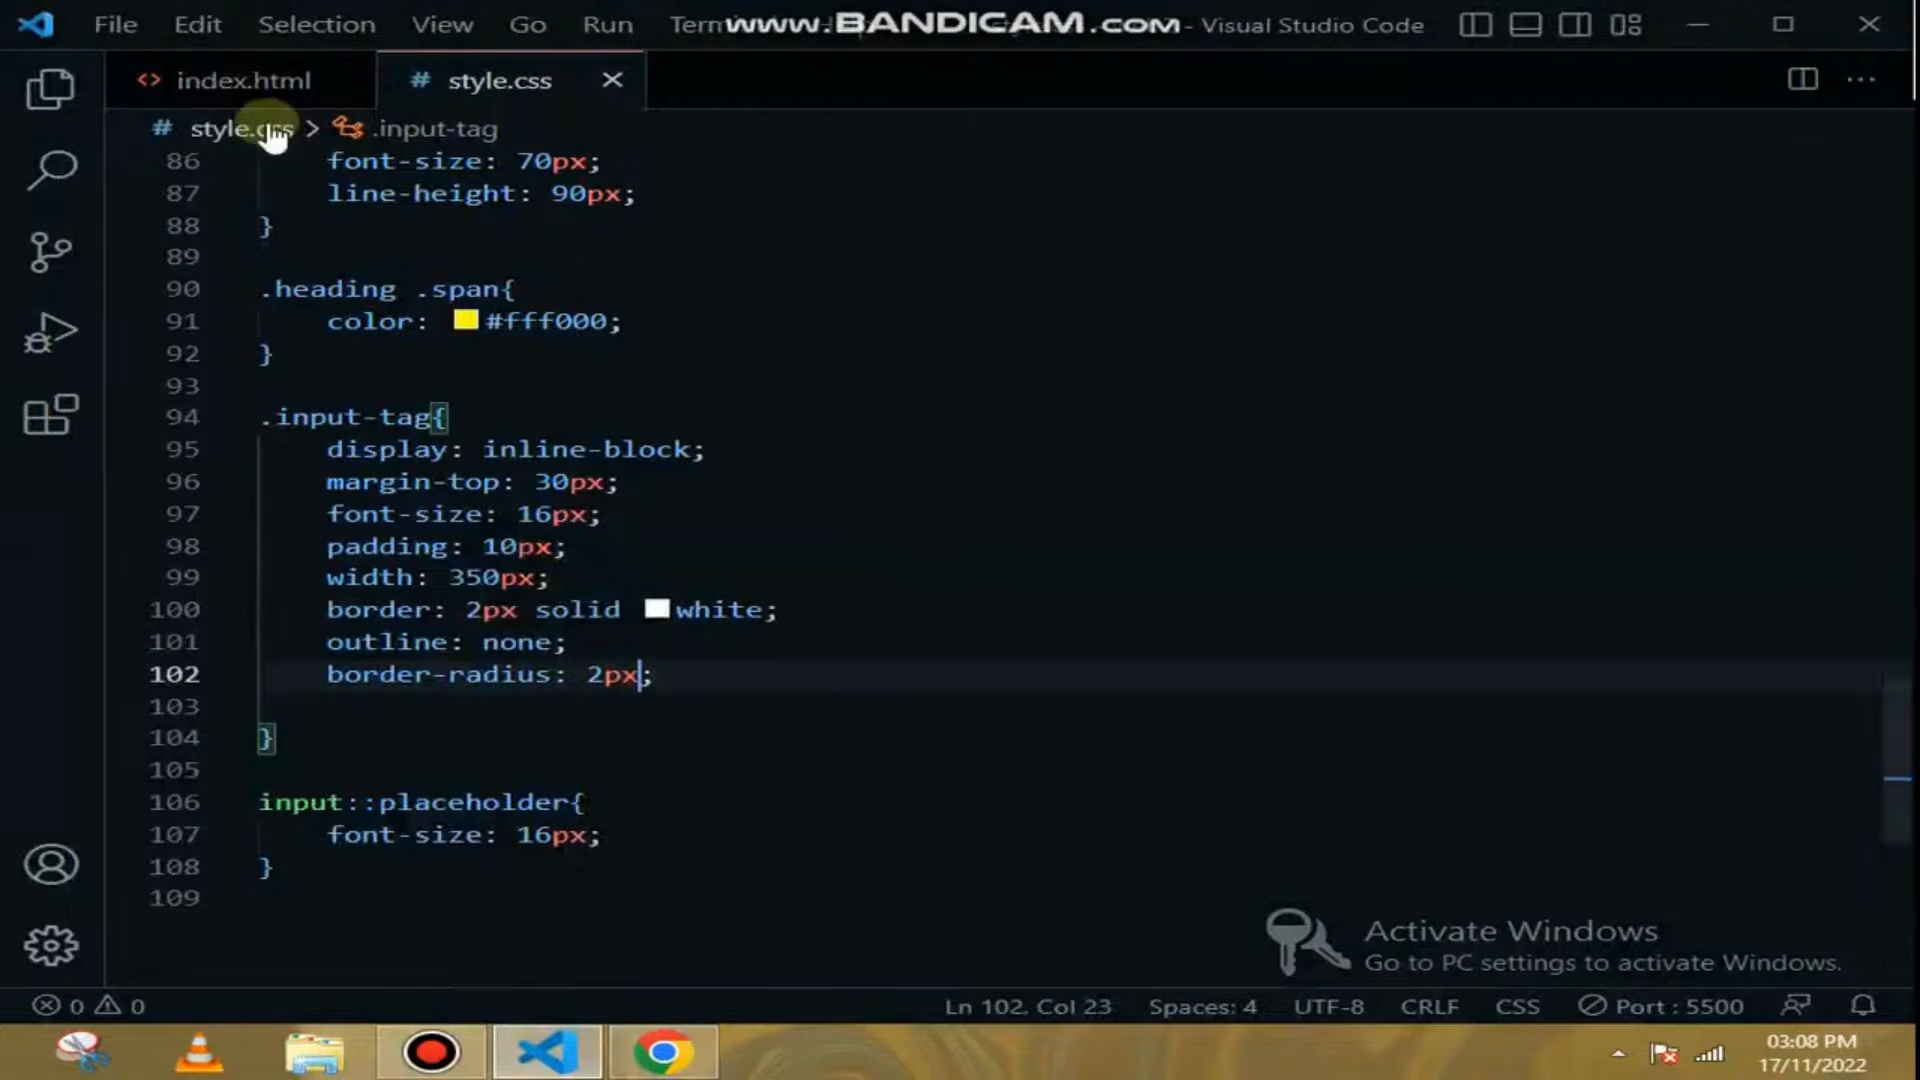 File Edit Selection View Go Run Term www.BANDICAM.com - Visual Studio Code
<> index.html # style.css
# style.css > .input-tag
86 font-size: 70px;
87 line-height: 90px;
88 }
89
90 .heading .span{
91 color: #fff000;
92 }
93
94 .input-tag{
95 display: inline-block;
96 margin-top: 30px;
97 font-size: 16px;
98 padding: 10px;
99 width: 350px;
100 border: 2px solid white;
101 outline: none;
102 border-radius: 2px;
103
104 }
105
106 input::placeholder{
107 font-size: 16px;
108 }
109
Activate Windows
Go to PC settings to activate Windows.
0 0 Ln 102, Col 23 Spaces: 4 UTF-8 CRLF CSS Port : 5500
03:08 PM
17/11/2022